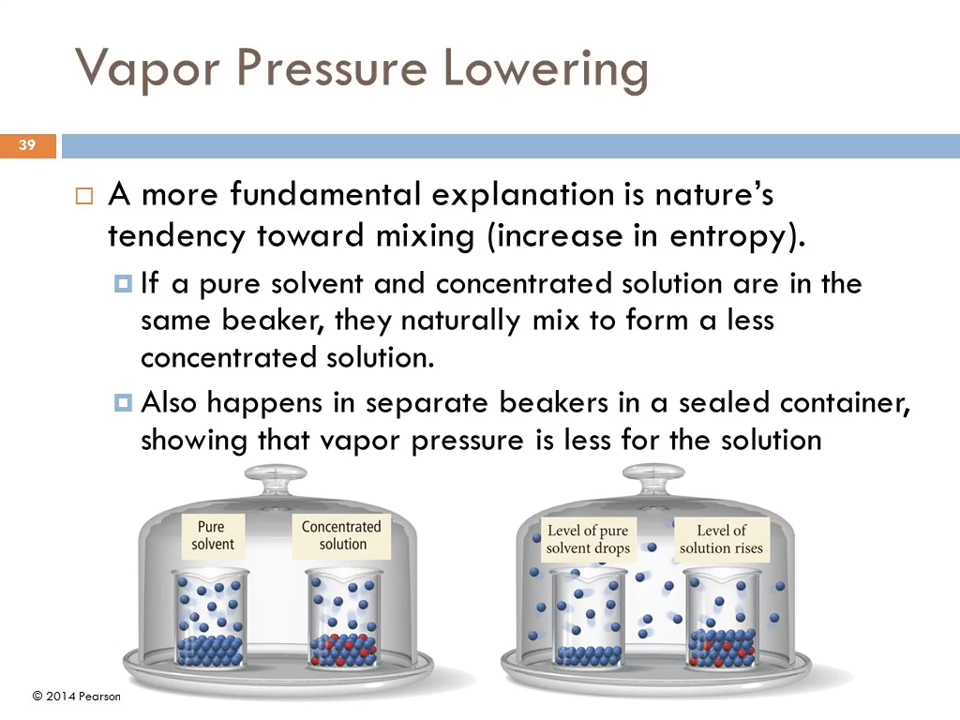 Vapor Pressure Lowering
39
A more fundamental explanation is nature's
tendency toward mixing (increase in entropy).
If a pure solvent and concentrated solution are in the
same beaker, they naturally mix to form a less
concentrated solution.
Also happens in separate beakers in a sealed container,
showing that vapor pressure is less for the solution
Pure
solvent
Concentrated
solution
Level of pure
solvent drops
Level of
solution rises
© 2014 Pearson